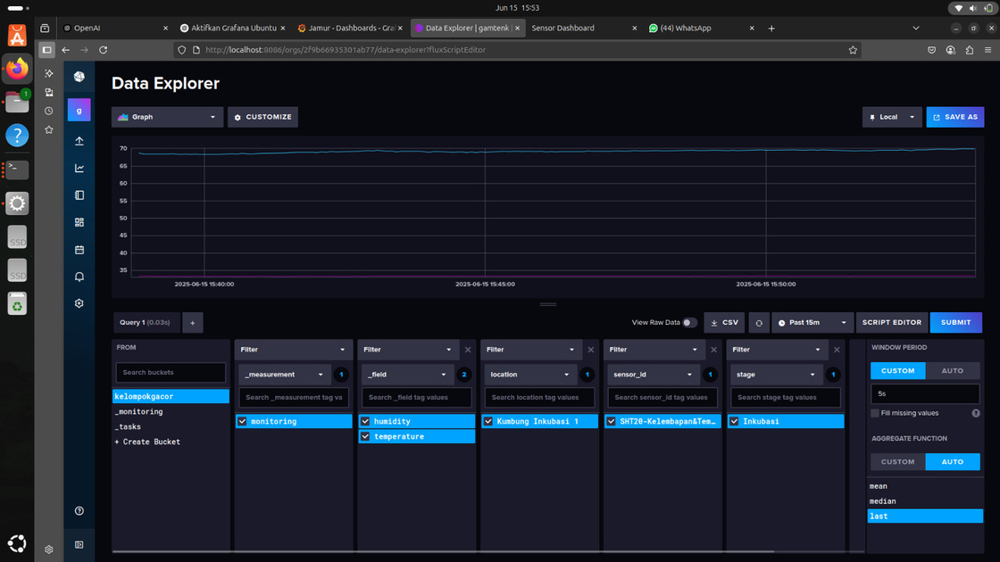 Jun 15 15:53
OpenAI
Aktifkan Grafana Ubuntu
Jamur - Dashboards - Gra
Data Explorer | gamtenk
Sensor Dashboard
(44) WhatsApp
http://localhost:8086/orgs/2f9b66935301ab77/data-explorer?fluxScriptEditor
1
g
?
SSD
SSD
Data Explorer
Graph
CUSTOMIZE
Local
SAVE AS
70
65
60
55
50
45
40
35
2025-06-15 15:40:00
2025-06-15 15:45:00
2025-06-15 15:50:00
Query 1 (0.03s)
+
View Raw Data
CSV
Past 15m
SCRIPT EDITOR
SUBMIT
FROM
Search buckets
kelompokgacor
_monitoring
_tasks
+ Create Bucket
Filter
_measurement
1
Search _measurement tag va
monitoring
Filter
_field
2
Search _field tag values
humidity
temperature
Filter
location
1
Search location tag values
Kumbung Inkubasi 1
Filter
sensor_id
1
Search sensor_id tag values
SHT20-Kelembapan&Tem…
Filter
stage
1
Search stage tag values
Inkubasi
WINDOW PERIOD
CUSTOM
AUTO
5s
Fill missing values
?
AGGREGATE FUNCTION
CUSTOM
AUTO
mean
median
last